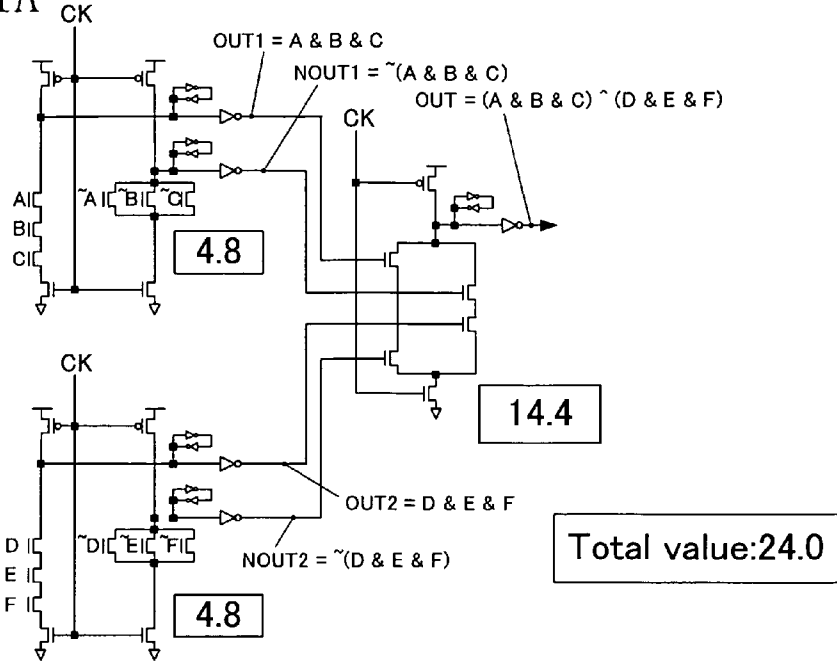 CK
OUT1 = A & B & C
NOUT1 = ~(A & B & C)
OUT = (A & B & C) ^ (D & E & F)
CK
A
B
C
~A
~B
~C
4.8
14.4
CK
OUT2 = D & E & F
NOUT2 = ~(D & E & F)
D
E
F
~D
~E
~F
4.8
Total value:24.0